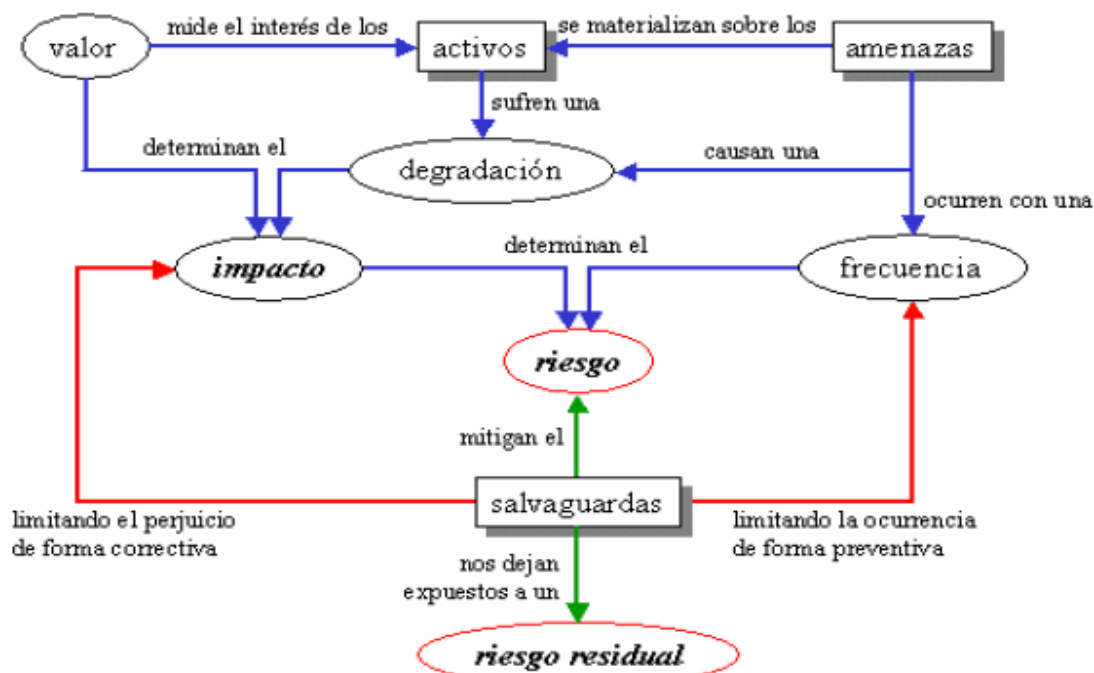 mide el interés de los
se materializan sobre los
valor
activos
amenazas
sufren una
determinan el
degradación
causan una
ocurren con una
impacto
determinan el
frecuencia
riesgo
mitigan el
salvaguardas
limitando el perjuicio
de forma correctiva
limitando la ocurrencia
de forma preventiva
nos dejan
expuestos a un
riesgo residual